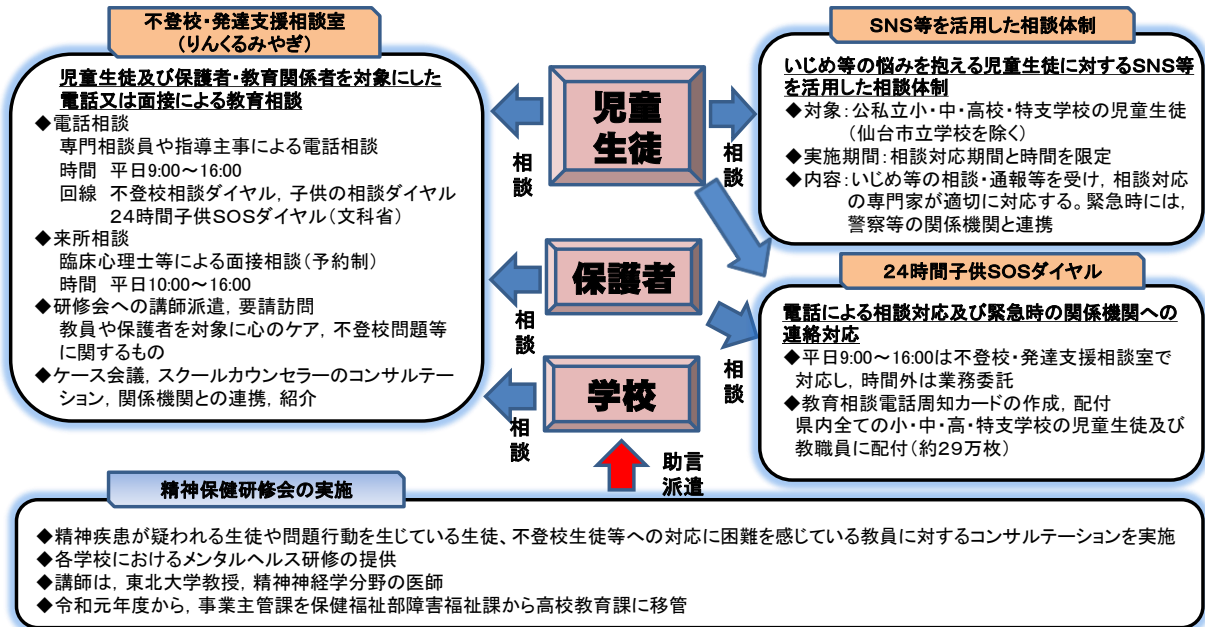 不登校・発達支援相談室
（りんくるみやぎ）
児童生徒及び保護者・教育関係者を対象にした
電話又は面接による教育相談
◆電話相談
専門相談員や指導主事による電話相談
時間　平日9:00～16:00
回線　不登校相談ダイヤル，子供の相談ダイヤル
２４時間子供SOSダイヤル（文科省）
◆来所相談
臨床心理士等による面接相談（予約制）
時間　平日10:00～16:00
◆研修会への講師派遣，要請訪問
教員や保護者を対象に心のケア，不登校問題等
に関するもの
◆ケース会議，スクールカウンセラーのコンサルテー
ション，関係機関との連携，紹介
児童
生徒
相談
相談
保護者
相談
相談
学校
相談
助言
派遣
SNS等を活用した相談体制
いじめ等の悩みを抱える児童生徒に対するSNS等
を活用した相談体制
◆対象：公私立小・中・高校・特支学校の児童生徒
（仙台市立学校を除く）
◆実施期間：相談対応期間と時間を限定
◆内容：いじめ等の相談・通報等を受け，相談対応
の専門家が適切に対応する。緊急時には，
警察等の関係機関と連携
２４時間子供SOSダイヤル
電話による相談対応及び緊急時の関係機関への
連絡対応
◆平日9:00～16:00は不登校・発達支援相談室で
対応し，時間外は業務委託
◆教育相談電話周知カードの作成，配付
県内全ての小・中・高・特支学校の児童生徒及び
教職員に配付（約２９万枚）
精神保健研修会の実施
◆精神疾患が疑われる生徒や問題行動を生じている生徒、不登校生徒等への対応に困難を感じている教員に対するコンサルテーションを実施
◆各学校におけるメンタルヘルス研修の提供
◆講師は，東北大学教授，精神神経学分野の医師
◆令和元年度から，事業主管課を保健福祉部障害福祉課から高校教育課に移管